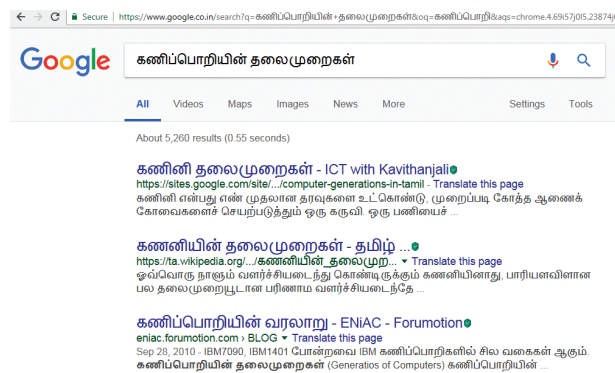 Secure | https://www.google.co.in/search?q=கணிப்பொறியின்+தலைமுறைகள்&oq=கணிப்பொறி&aqs=chrome.4.69i57j0l5.23874j
Google கணிப்பொறியின் தலைமுறைகள்
All Videos Maps Images News More Settings Tools
About 5,260 results (0.55 seconds)
கணினி தலைமுறைகள் - ICT with Kavithanjali
https://sites.google.com/site/.../computer-generations-in-tamil - Translate this page
கணினி என்பது எண் முதலான தரவுகளை உட்கொண்டு, முறைப்படி கோத்த ஆணைக்
கோவைகளைச் செயற்படுத்தும் ஒரு கருவி. ஒரு பணியைச் ...
கணனியின் தலைமுறைகள் - தமிழ் ...
https://ta.wikipedia.org/.../கணனியின்_தலைமுற... ▾ Translate this page
ஓவ்வொரு நாளும் வளர்ச்சியடைந்து கொண்டிருக்கும் கணனியினாது, பாரியளவிளான
பல தலைமுறையூடான பரிணாம வளர்ச்சியடைந்தே ...
கணிப்பொறியின் வரலாறு - ENiAC - Forumotion
eniac.forumotion.com › BLOG ▾ Translate this page
Sep 28, 2010 - IBM7090, IBM1401 போன்றவை IBM கணிப்பொறிகளில் சில வகைகள் ஆகும்.
கணிப்பொறியின் தலைமுறைகள் (Generatios of Computers) கணிப்பொறியின் ...